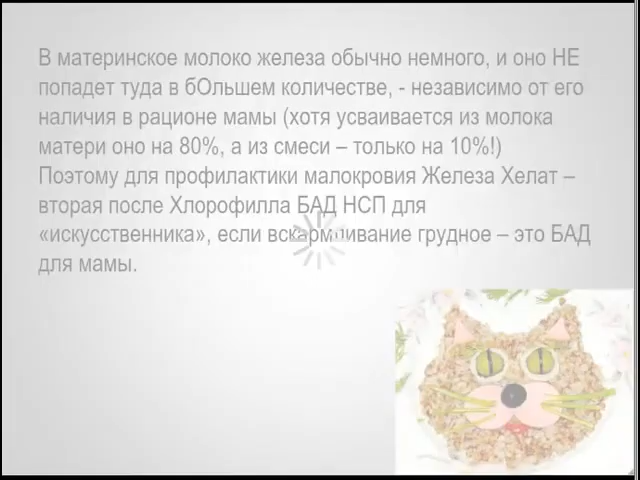 В материнское молоко железа обычно немного, и оно НЕ
попадет туда в бОльшем количестве, - независимо от его
наличия в рационе мамы (хотя усваивается из молока
матери оно на 80%, а из смеси – только на 10%!)
Поэтому для профилактики малокровия Железа Хелат –
вторая после Хлорофилла БАД НСП для
«искусственника», если вскармливание грудное – это БАД
для мамы.